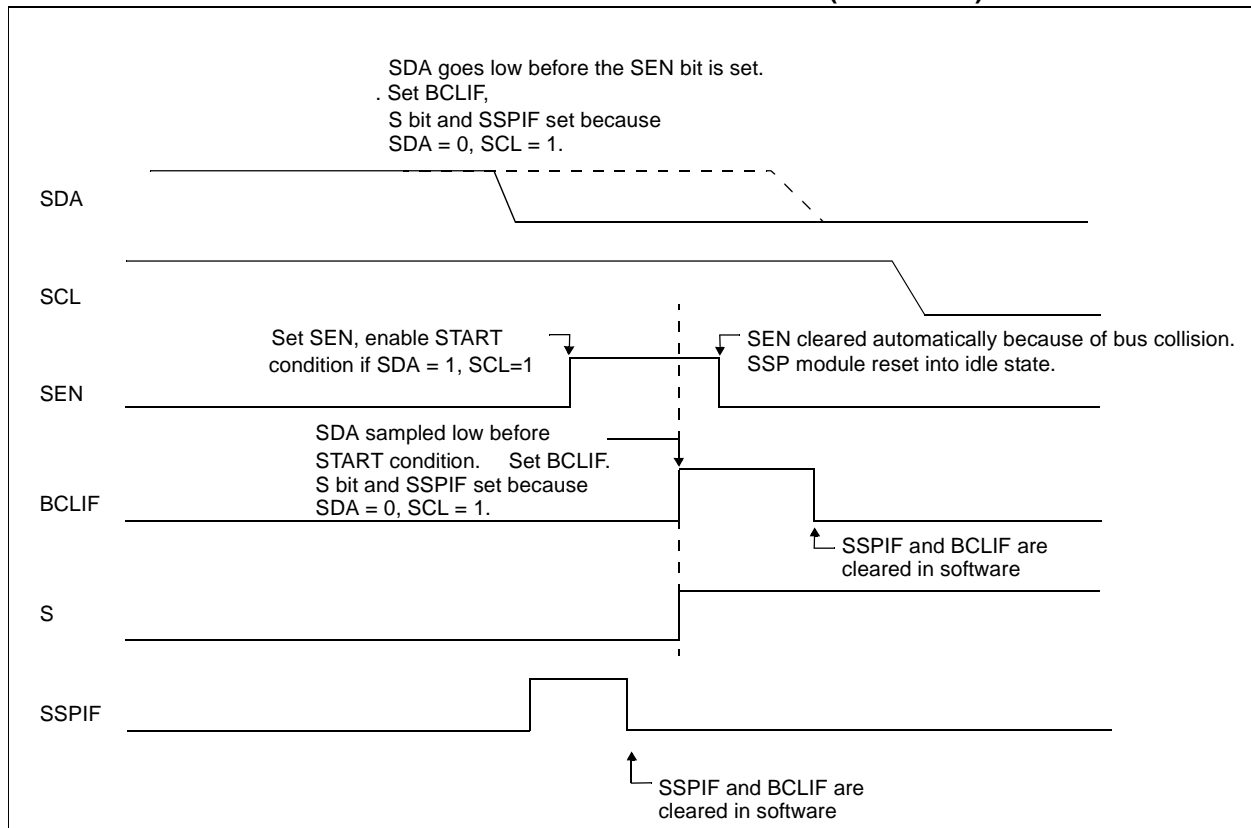 SDA goes low before the SEN bit is set.
. Set BCLIF,
S bit and SSPIF set because
SDA = 0, SCL = 1.
SDA
SCL
Set SEN, enable START
condition if SDA = 1, SCL=1
SEN cleared automatically because of bus collision.
SSP module reset into idle state.
SEN
SDA sampled low before
START condition. Set BCLIF.
S bit and SSPIF set because
SDA = 0, SCL = 1.
BCLIF
SSPIF and BCLIF are
cleared in software
S
SSPIF
SSPIF and BCLIF are
cleared in software